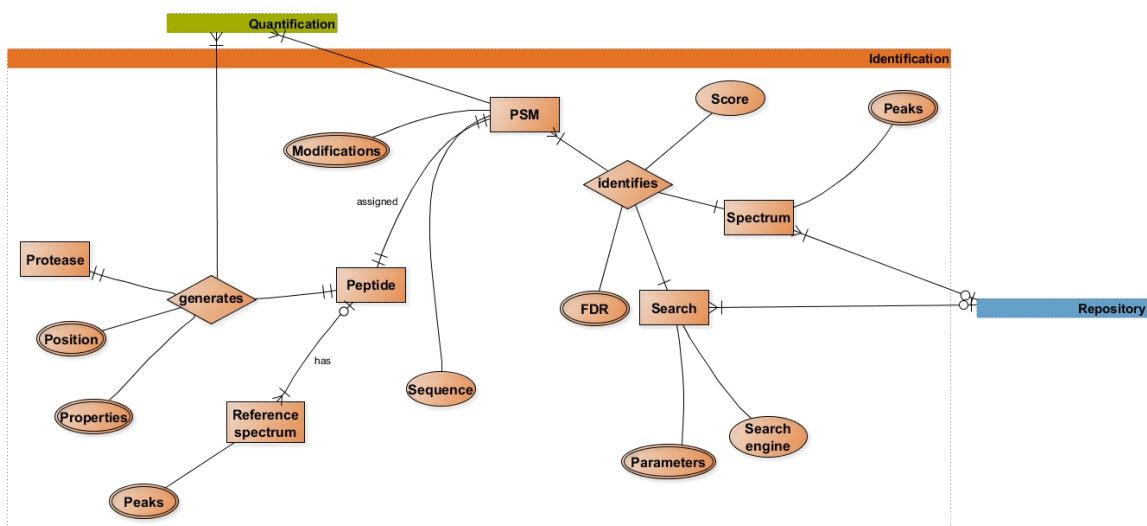 Quantification
Identification
PSM
Score
Peaks
Modifications
identifies
assigned
Spectrum
Protease
Peptide
generates
FDR
Search
Repository
Position
has
Sequence
Properties
Reference
spectrum
Search
engine
Parameters
Peaks